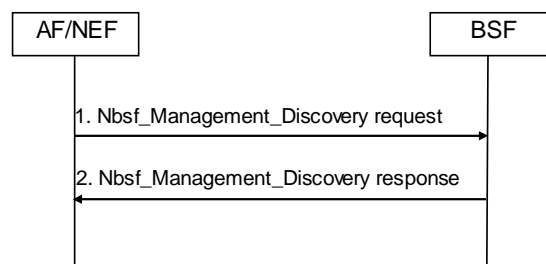 AF/NEF
BSF
1. Nbsf_Management_Discovery request
2. Nbsf_Management_Discovery response